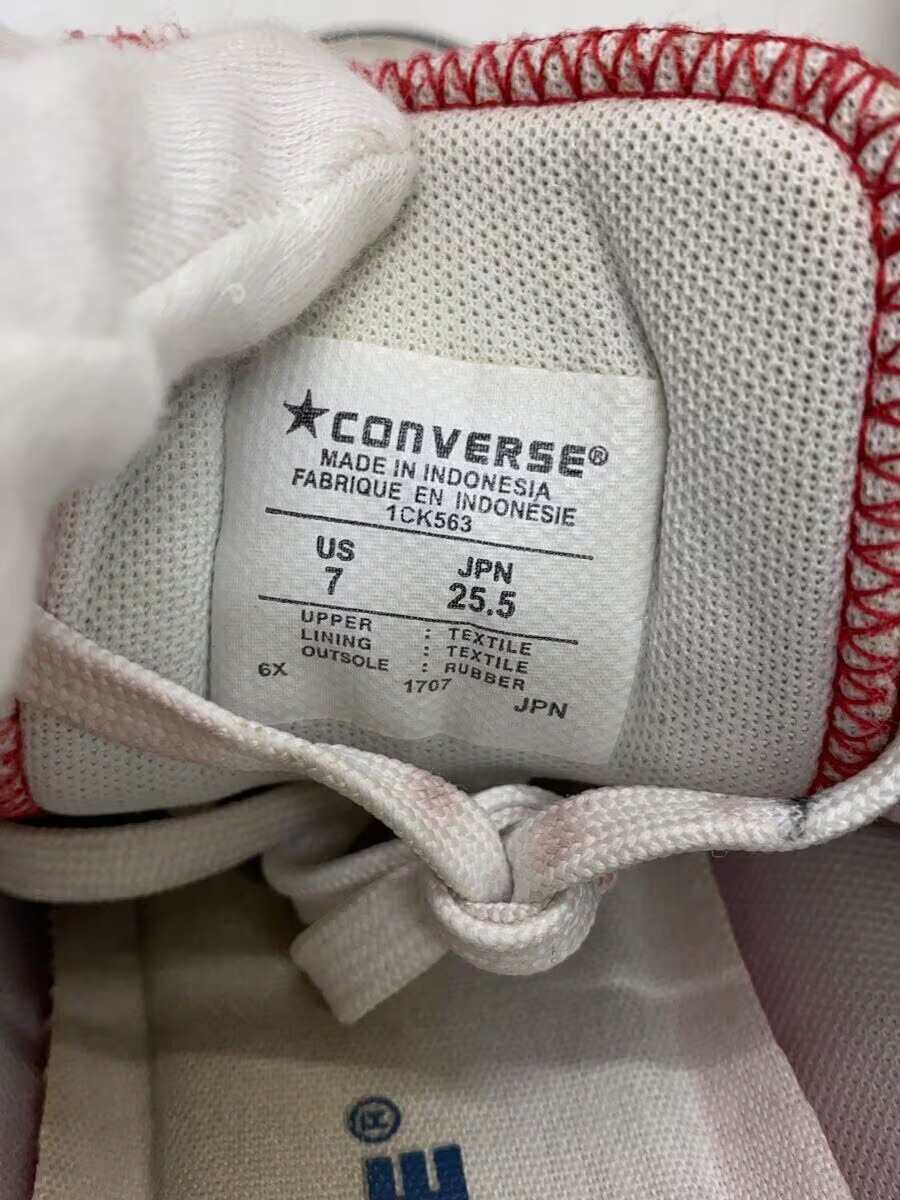 ★CONVERSE®
MADE IN INDONESIA
FABRIQUE EN INDONÉSIE
1CK563
US JPN
7 25.5
UPPER : TEXTILE
LINING : TEXTILE
OUTSOLE : RUBBER
6X 1707 JPN
®
E